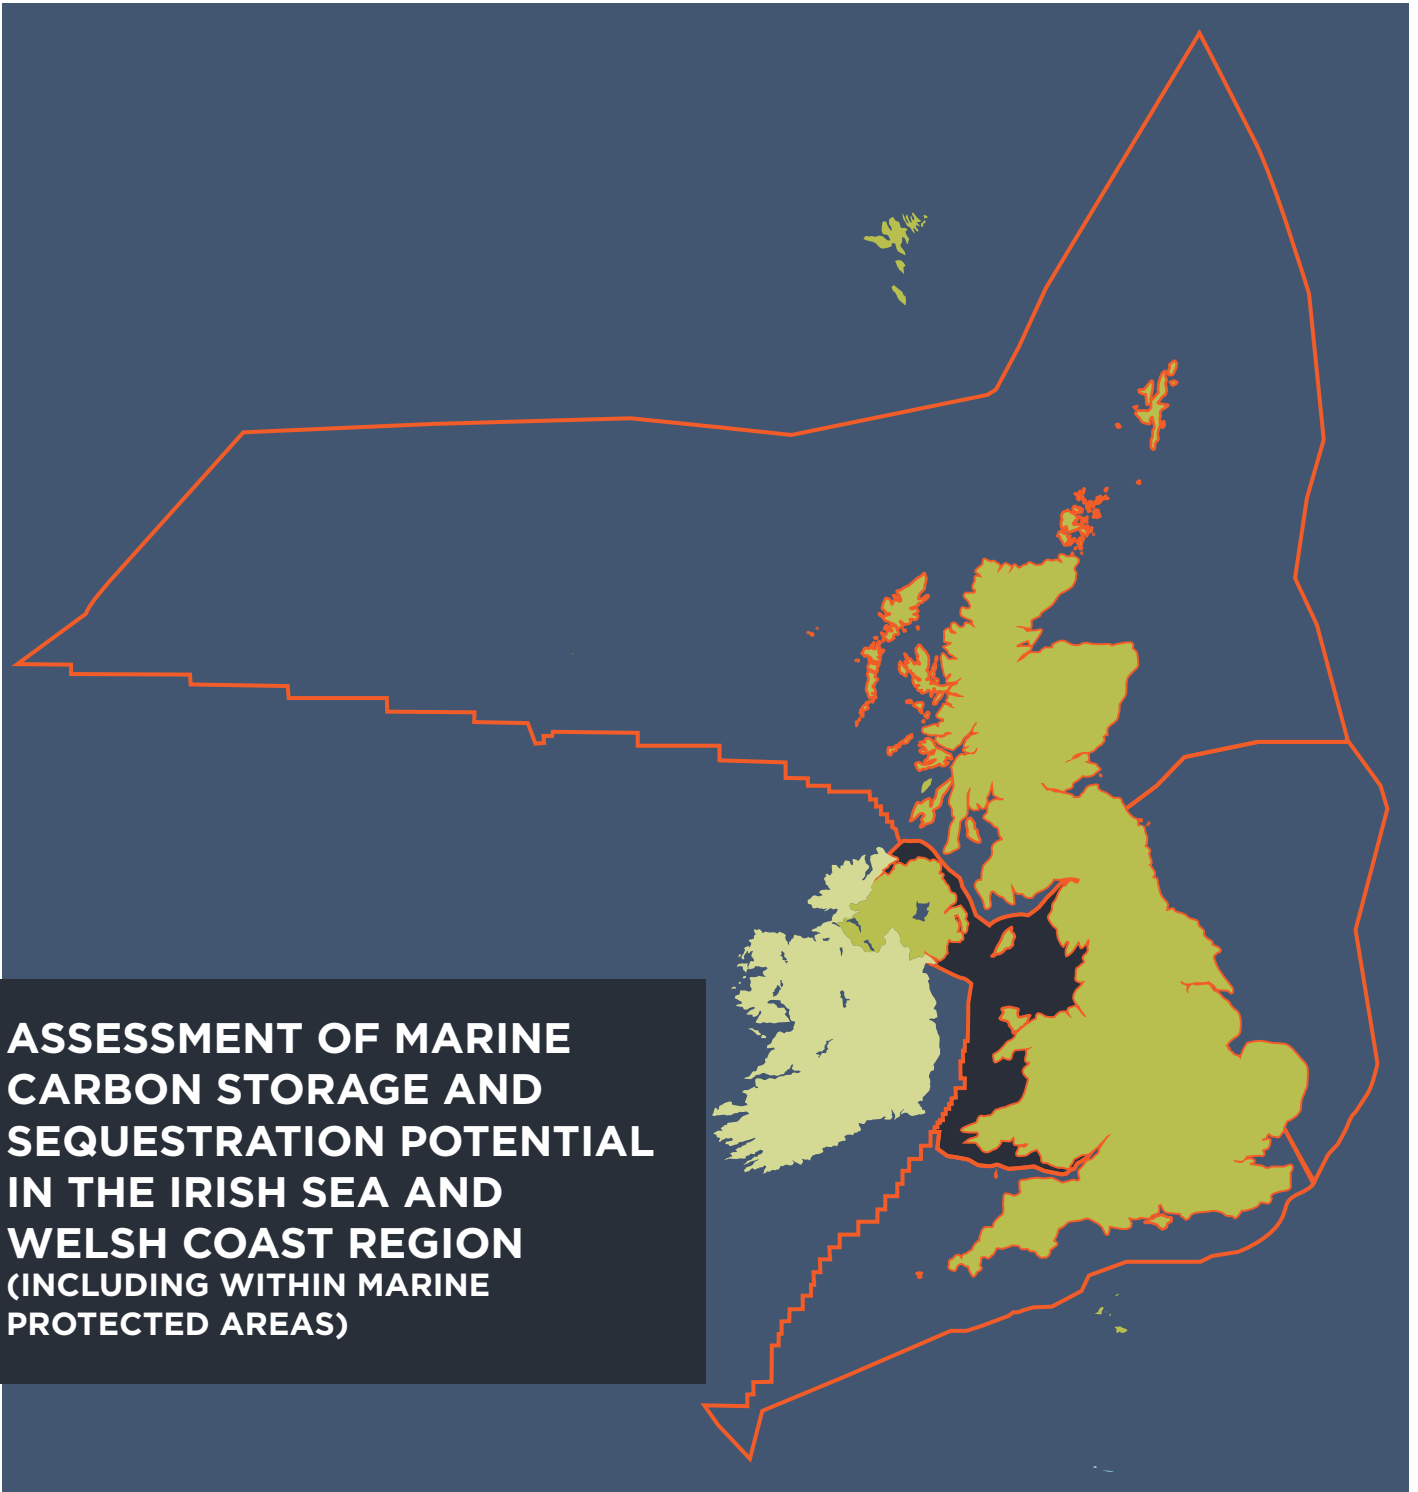 ASSESSMENT OF MARINE
CARBON STORAGE AND
SEQUESTRATION POTENTIAL
IN THE IRISH SEA AND
WELSH COAST REGION
(INCLUDING WITHIN MARINE
PROTECTED AREAS)